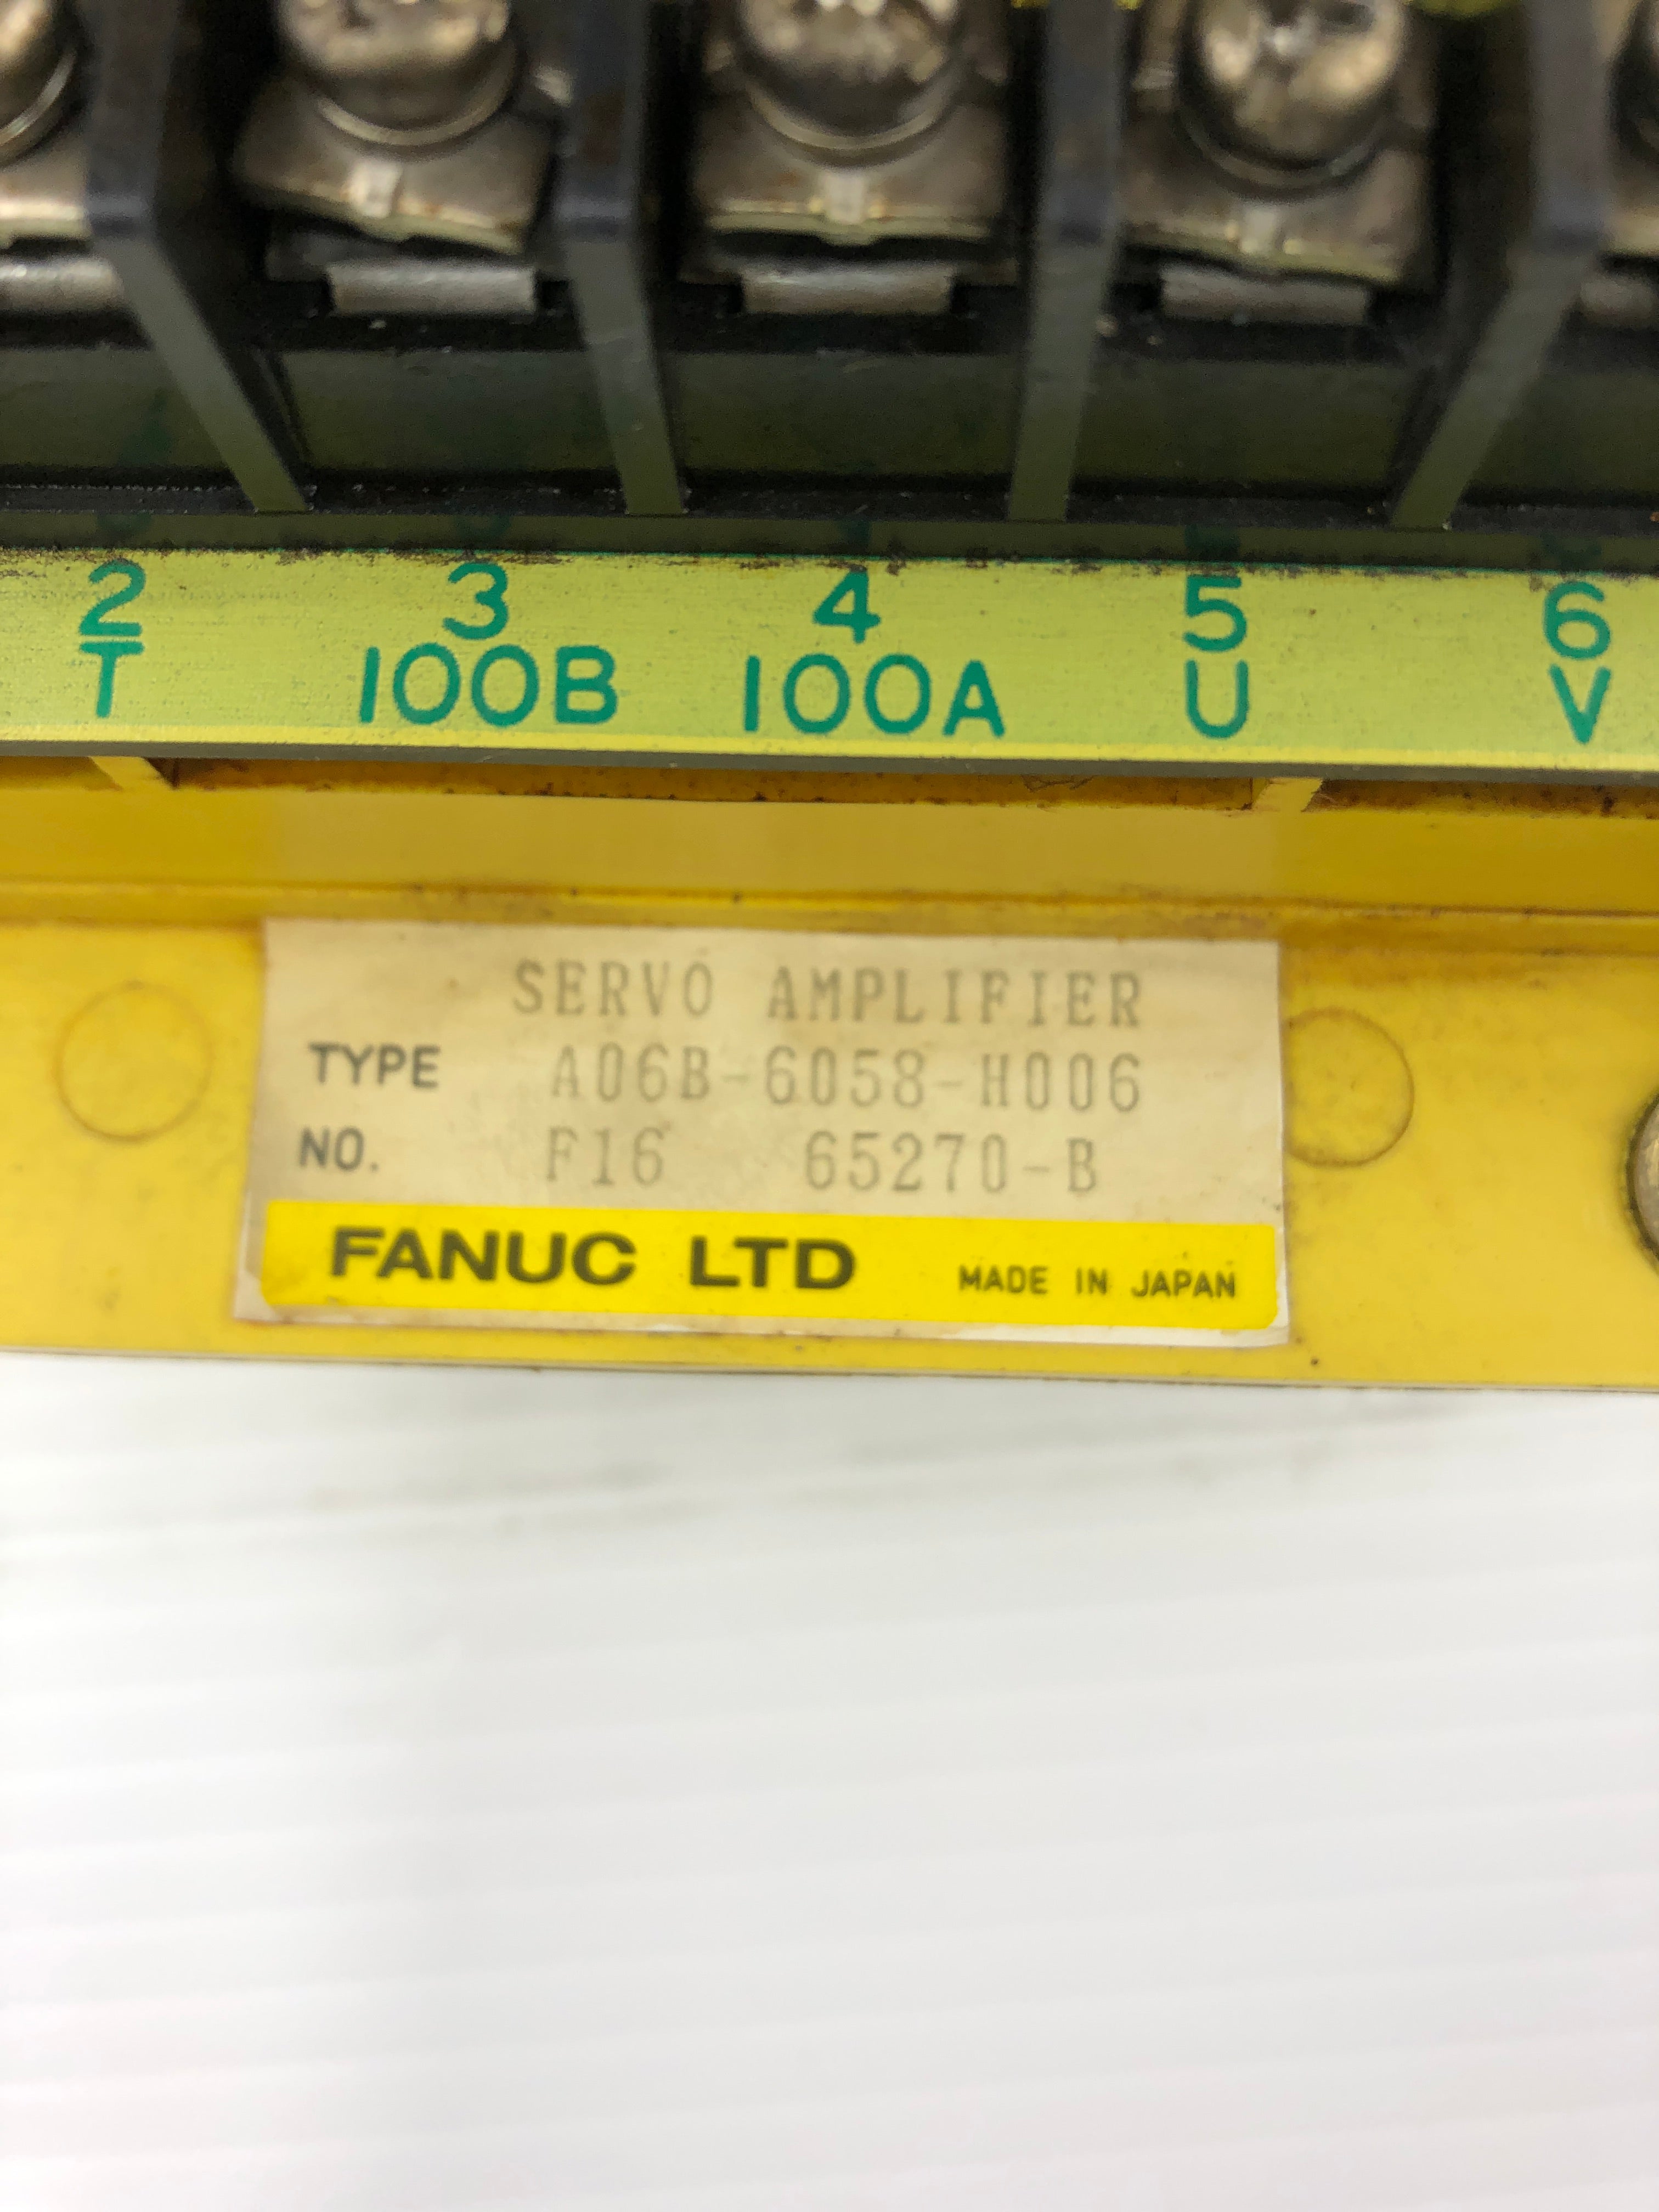 2 3 4 5 6
T 100B 100A U V
SERVO AMPLIFIER
TYPE A06B-6058-H006
NO. F16 65270-B
FANUC LTD MADE IN JAPAN